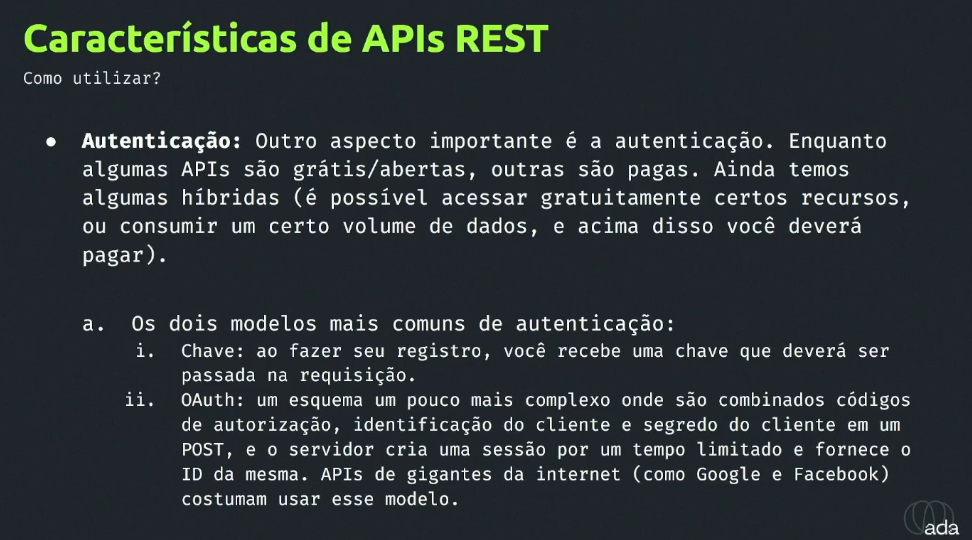 Características de APIs REST
Como utilizar?
● Autenticação: Outro aspecto importante é a autenticação. Enquanto
algumas APIs são grátis/abertas, outras são pagas. Ainda temos
algumas híbridas (é possível acessar gratuitamente certos recursos,
ou consumir um certo volume de dados, e acima disso você deverá
pagar).
a. Os dois modelos mais comuns de autenticação:
i. Chave: ao fazer seu registro, você recebe uma chave que deverá ser
passada na requisição.
ii. OAuth: um esquema um pouco mais complexo onde são combinados códigos
de autorização, identificação do cliente e segredo do cliente em um
POST, e o servidor cria uma sessão por um tempo limitado e fornece o
ID da mesma. APIs de gigantes da internet (como Google e Facebook)
costumam usar esse modelo.
ada